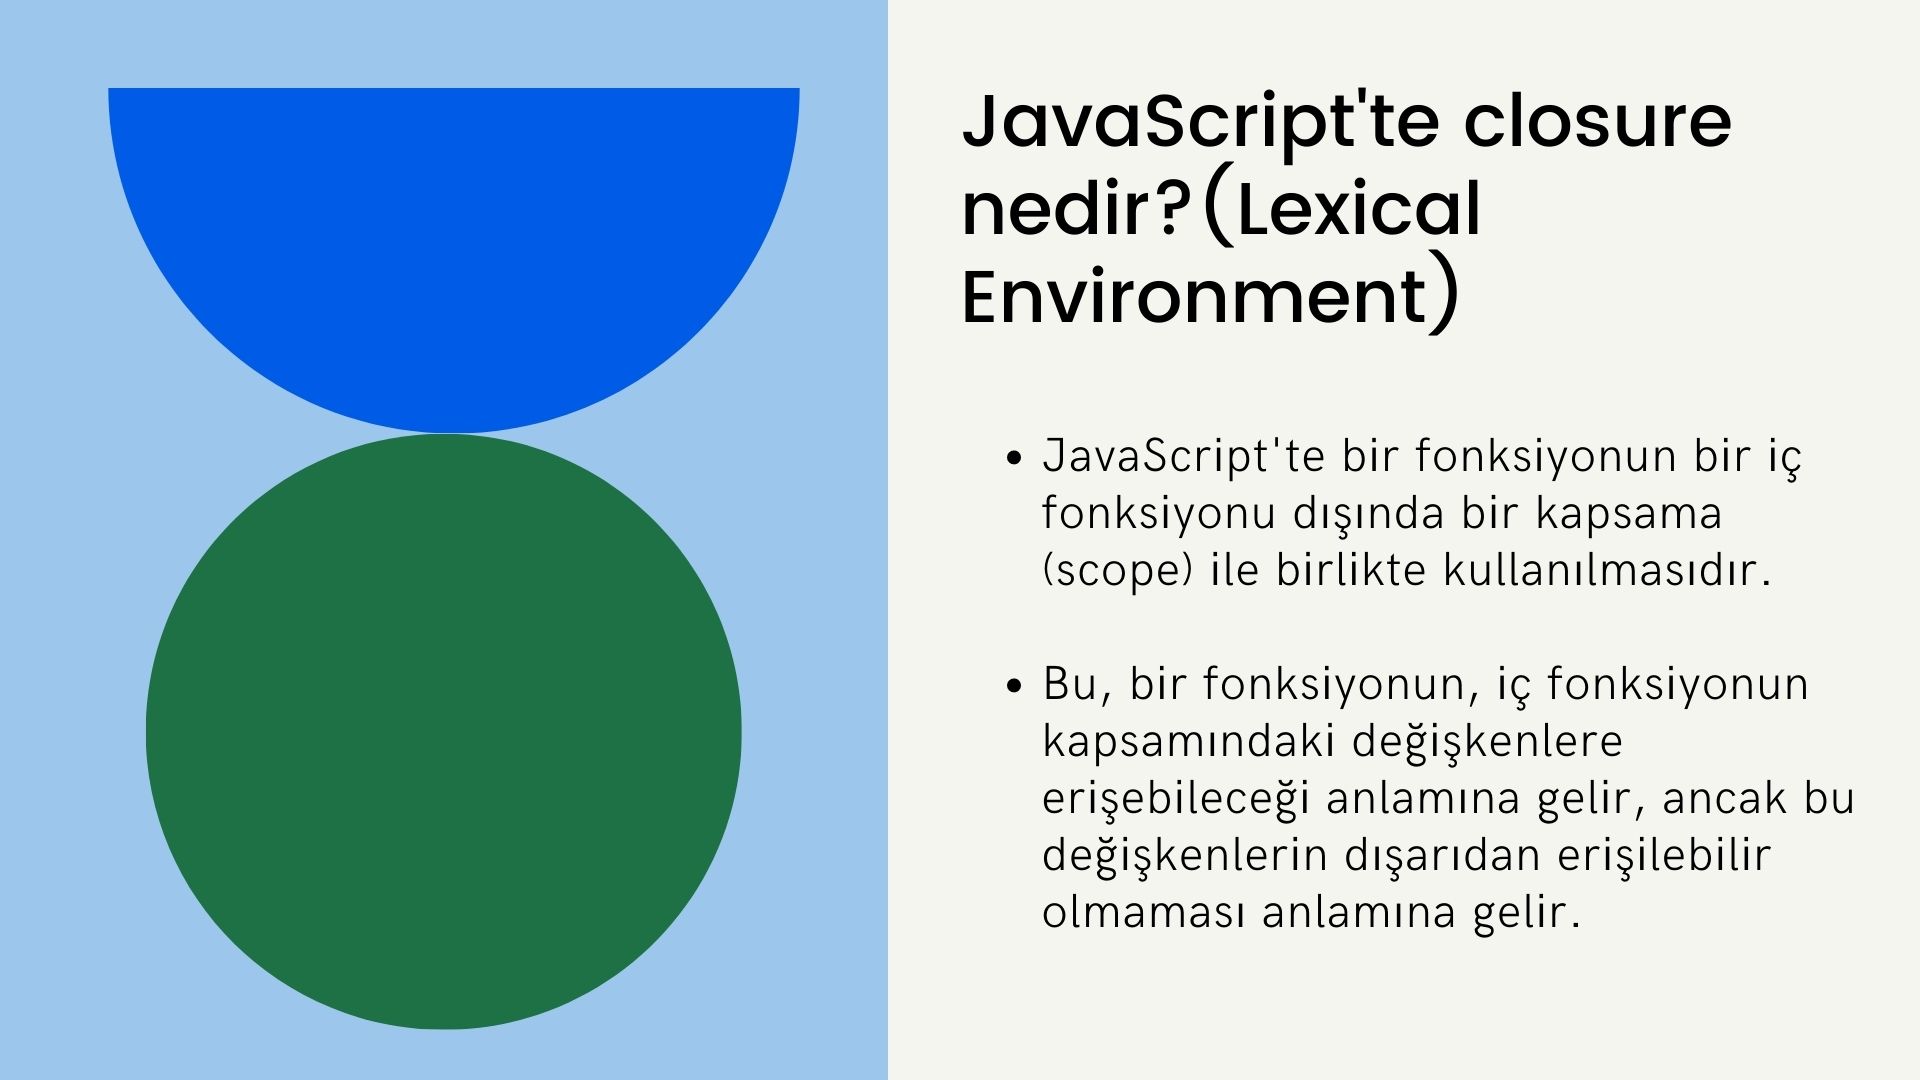 JavaScript'te closure
nedir?(Lexical
Environment)
• JavaScript'te bir fonksiyonun bir iç
fonksiyonu dışında bir kapsama
(scope) ile birlikte kullanılmasıdır.
• Bu, bir fonksiyonun, iç fonksiyonun
kapsamındaki değişkenlere
erişebileceği anlamına gelir, ancak bu
değişkenlerin dışarıdan erişilebilir
olmaması anlamına gelir.